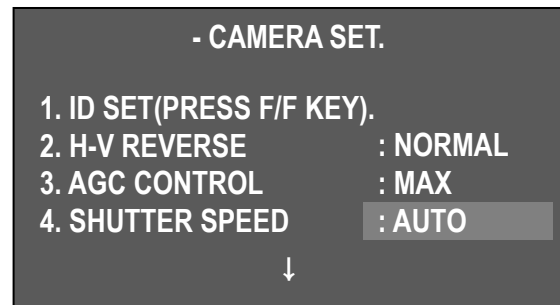 - CAMERA SET.
1. ID SET(PRESS F/F KEY).
2. H-V REVERSE : NORMAL
3. AGC CONTROL : MAX
4. SHUTTER SPEED : AUTO
↓